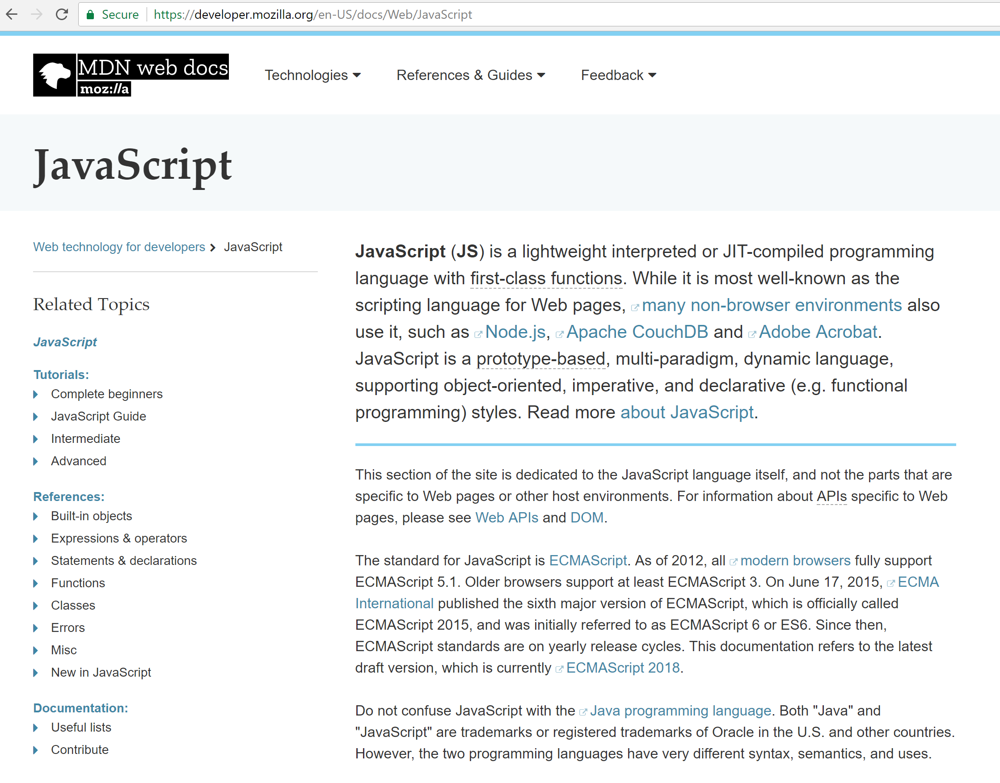 Secure https://developer.mozilla.org/en-US/docs/Web/JavaScript
MDN web docs
moz://a
Technologies
References & Guides
Feedback
JavaScript
Web technology for developers
JavaScript
Related Topics
JavaScript
Tutorials:
Complete beginners
JavaScript Guide
Intermediate
Advanced
References:
Built-in objects
Expressions & operators
Statements & declarations
Functions
Classes
Errors
Misc
New in JavaScript
Documentation:
Useful lists
Contribute
JavaScript (JS) is a lightweight interpreted or JIT-compiled programming
language with first-class functions. While it is most well-known as the
scripting language for Web pages, many non-browser environments also
use it, such as Node.js, Apache CouchDB and Adobe Acrobat.
JavaScript is a prototype-based, multi-paradigm, dynamic language,
supporting object-oriented, imperative, and declarative (e.g. functional
programming) styles. Read more about JavaScript.
This section of the site is dedicated to the JavaScript language itself, and not the parts that are
specific to Web pages or other host environments. For information about APIs specific to Web
pages, please see Web APIs and DOM.
The standard for JavaScript is ECMAScript. As of 2012, all modern browsers fully support
ECMAScript 5.1. Older browsers support at least ECMAScript 3. On June 17, 2015, ECMA
International published the sixth major version of ECMAScript, which is officially called
ECMAScript 2015, and was initially referred to as ECMAScript 6 or ES6. Since then,
ECMAScript standards are on yearly release cycles. This documentation refers to the latest
draft version, which is currently ECMAScript 2018.
Do not confuse JavaScript with the Java programming language. Both "Java" and
"JavaScript" are trademarks or registered trademarks of Oracle in the U.S. and other countries.
However, the two programming languages have very different syntax, semantics, and uses.